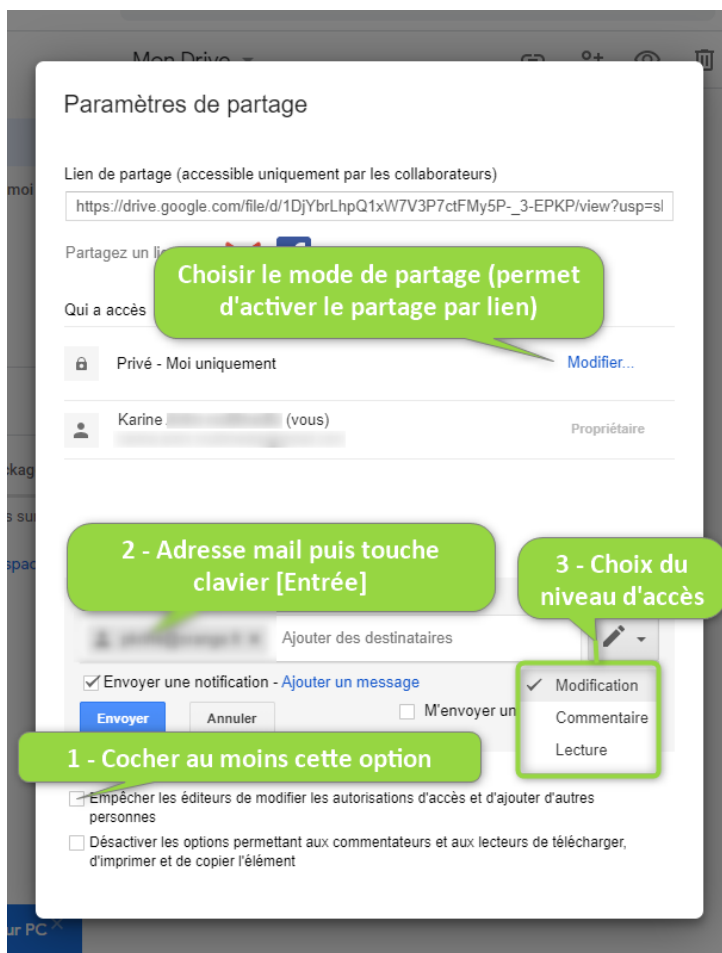 Mon Drive
Paramètres de partage
moi
Lien de partage (accessible uniquement par les collaborateurs)
https://drive.google.com/file/d/1DjYbrLhpQ1xW7V3P7ctFMy5P-_3-EPKP/view?usp=sl
Partagez un
Choisir le mode de partage (permet
d'activer le partage par lien)
Qui a accès
Privé - Moi uniquement
Modifier...
Karine (vous)
Propriétaire
2 - Adresse mail puis touche
clavier [Entrée]
3 - Choix du
niveau d'accès
Ajouter des destinataires
Envoyer une notification - Ajouter un message
Modification
Envoyer
Annuler
M'envoyer un
Commentaire
Lecture
1 - Cocher au moins cette option
Empêcher les éditeurs de modifier les autorisations d'accès et d'ajouter d'autres
personnes
Désactiver les options permettant aux commentateurs et aux lecteurs de télécharger,
d'imprimer et de copier l'élément
ur PC